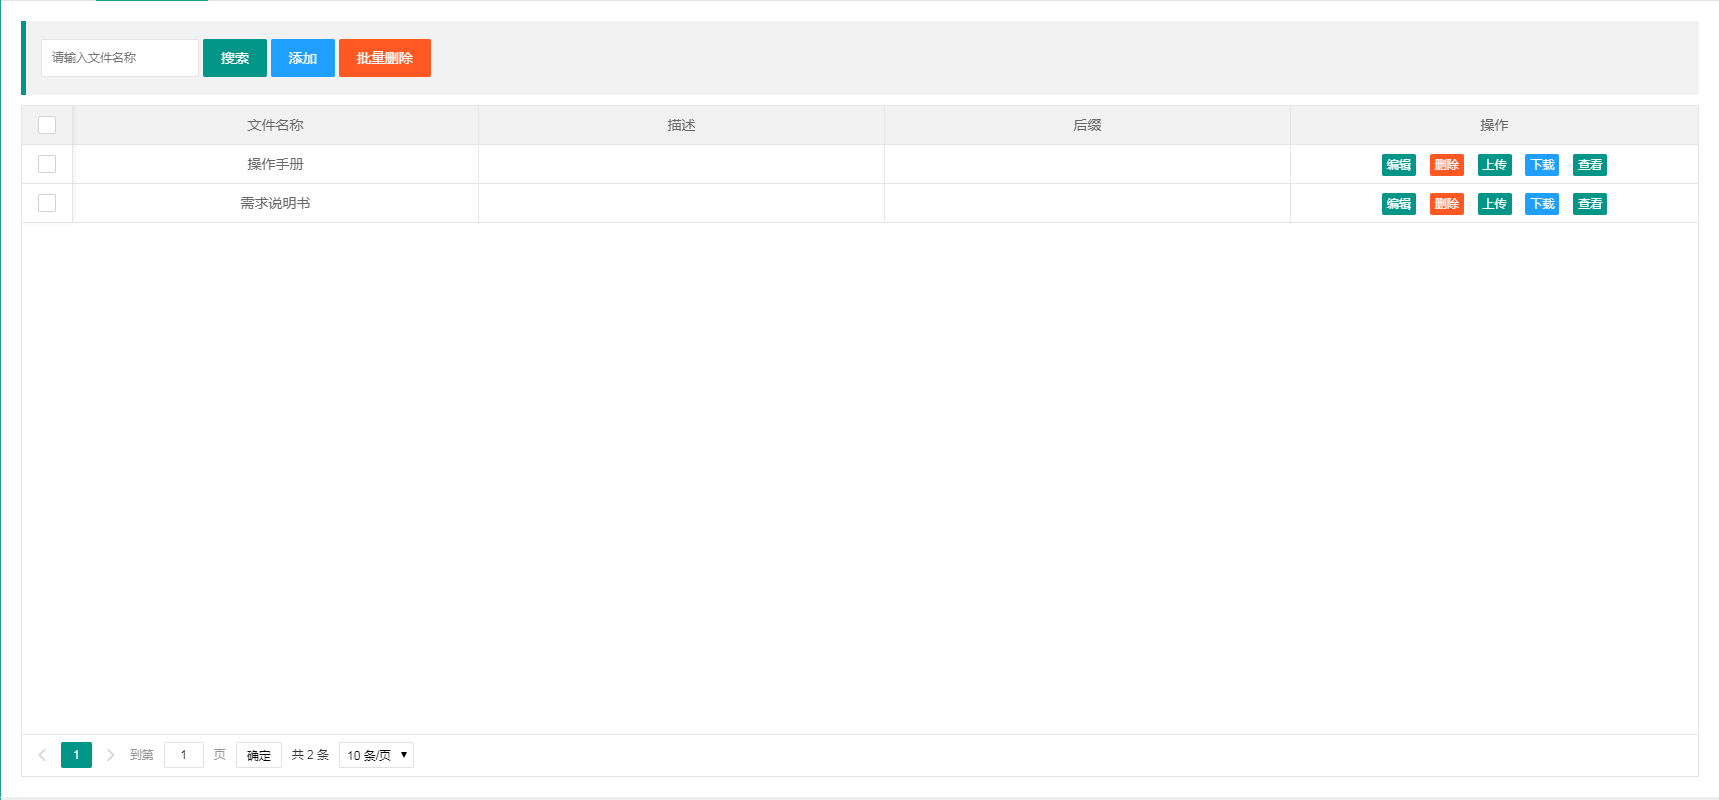 请输入文件名称 搜索 添加 批量删除
文件名称 描述 后缀 操作
操作手册 编辑 删除 上传 下载 查看
需求说明书 编辑 删除 上传 下载 查看
1 到第 1 页 确定 共 2 条 10 条/页